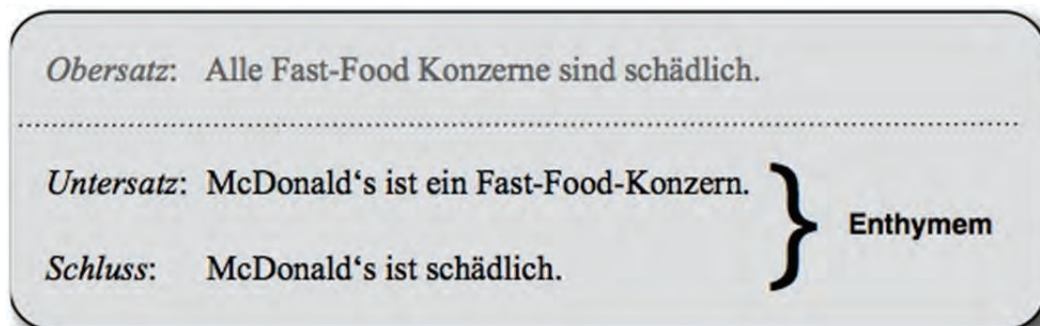 Obersatz: Alle Fast-Food Konzerne sind schädlich.
Untersatz: McDonald‘s ist ein Fast-Food-Konzern.
Enthymem
Schluss: McDonald‘s ist schädlich.